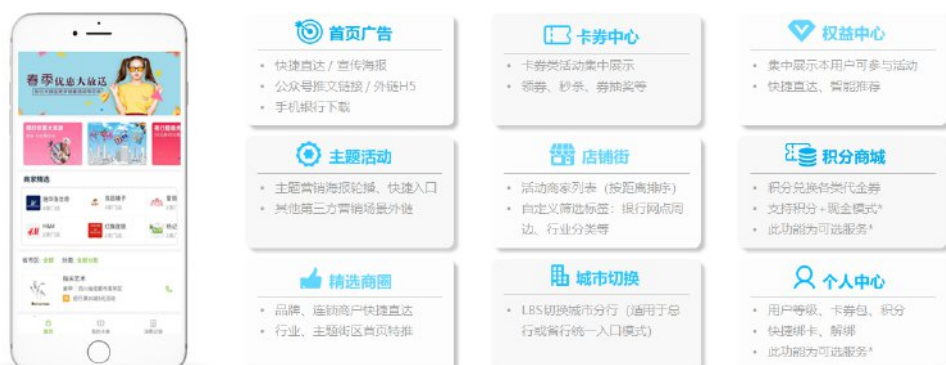 春季优惠大放送
商家精选
H&M
首页
首页广告
• 快捷直达 / 宣传海报
• 公众号推文链接 / 外链H5
• 手机银行下载
卡券中心
• 卡券类活动集中展示
• 领券、秒杀、券抽奖等
权益中心
• 集中展示本用户可参与活动
• 快捷直达、智能推荐
主题活动
• 主题营销海报轮播、快捷入口
• 其他第三方营销场景外链
店铺街
• 活动商家列表（按距离排序）
• 自定义筛选标签：银行网点周
边、行业分类等
积分商城
• 积分兑换各类代金券
• 支持积分+现金模式*
• 此功能为可选服务*
精选商圈
• 品牌、连锁商户快捷直达
• 行业、主题街区首页特推
城市切换
• LBS切换城市分行（适用于总
行或省行统一入口模式）
个人中心
• 用户等级、卡券包、积分
• 快捷绑卡、解绑
• 此功能为可选服务*